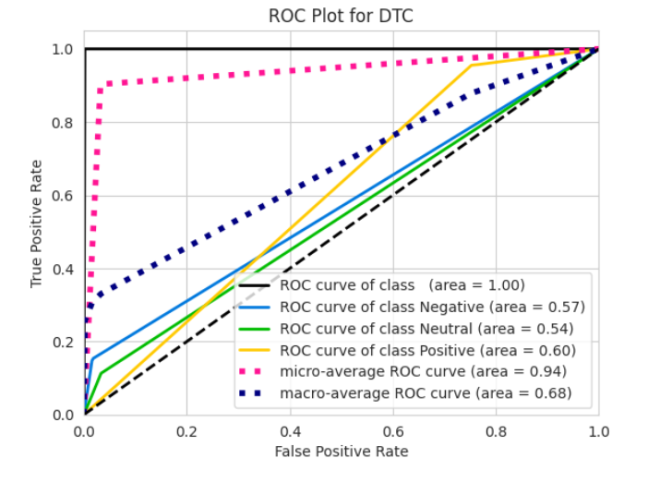 ROC Plot for DTC
1.0
0.8
0.6
0.4
0.2
0.0
True Positive Rate
ROC curve of class (area = 1.00)
ROC curve of class Negative (area = 0.57)
ROC curve of class Neutral (area = 0.54)
ROC curve of class Positive (area = 0.60)
micro-average ROC curve (area = 0.94)
macro-average ROC curve (area = 0.68)
0.0 0.2 0.4 0.6 0.8 1.0
False Positive Rate